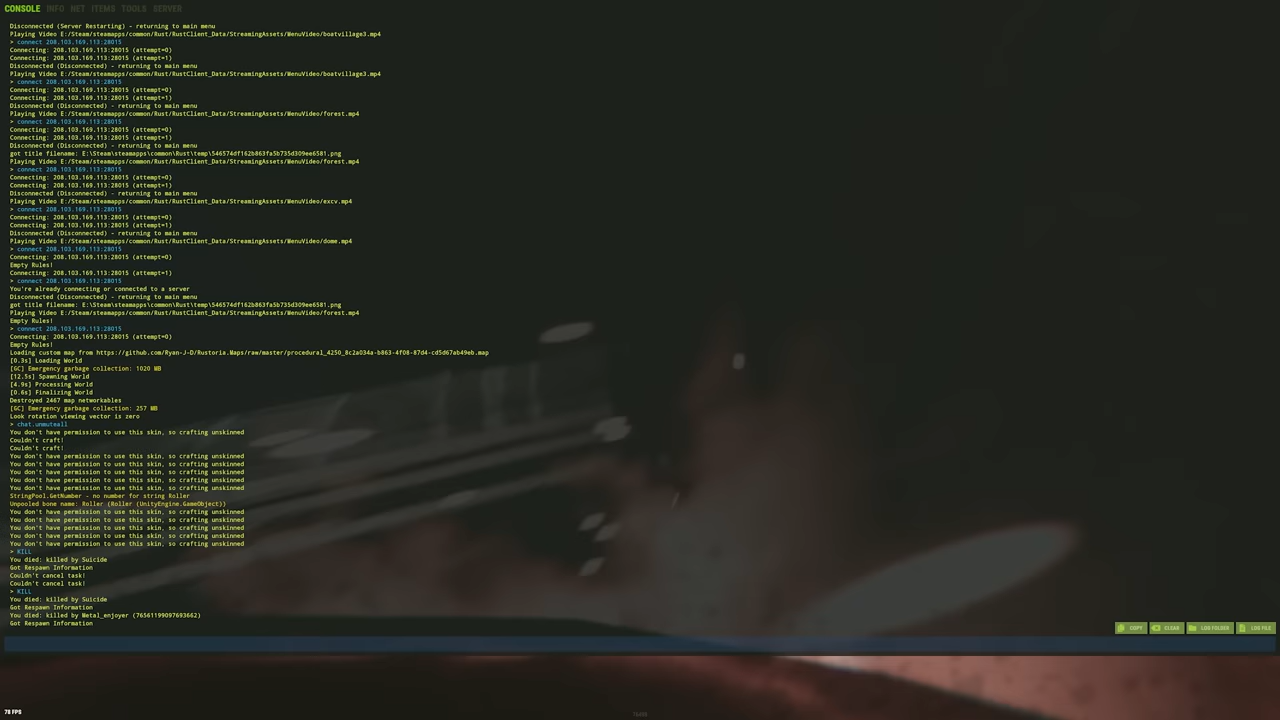 CONSOLE INFO NET ITEMS TOOLS SERVER
Disconnected (Server Restarting) - returning to main menu
Playing Video E:/Steam/steamapps/common/Rust/RustClient_Data/StreamingAssets/MenuVideo/boatvillage3.mp4
> connect 208.103.169.113:28015
Connecting: 208.103.169.113:28015 (attempt=0)
Connecting: 208.103.169.113:28015 (attempt=1)
Disconnected (Disconnected) - returning to main menu
Playing Video E:/Steam/steamapps/common/Rust/RustClient_Data/StreamingAssets/MenuVideo/boatvillage3.mp4
> connect 208.103.169.113:28015
Connecting: 208.103.169.113:28015 (attempt=0)
Connecting: 208.103.169.113:28015 (attempt=1)
Disconnected (Disconnected) - returning to main menu
Playing Video E:/Steam/steamapps/common/Rust/RustClient_Data/StreamingAssets/MenuVideo/forest.mp4
> connect 208.103.169.113:28015
Connecting: 208.103.169.113:28015 (attempt=0)
Connecting: 208.103.169.113:28015 (attempt=1)
Disconnected (Disconnected) - returning to main menu
got title filename: E:\Steam\steamapps\common\Rust\temp\546574df162b863fa5b735d309ee6581.png
Playing Video E:/Steam/steamapps/common/Rust/RustClient_Data/StreamingAssets/MenuVideo/forest.mp4
> connect 208.103.169.113:28015
Connecting: 208.103.169.113:28015 (attempt=0)
Connecting: 208.103.169.113:28015 (attempt=1)
Disconnected (Disconnected) - returning to main menu
Playing Video E:/Steam/steamapps/common/Rust/RustClient_Data/StreamingAssets/MenuVideo/excv.mp4
> connect 208.103.169.113:28015
Connecting: 208.103.169.113:28015 (attempt=0)
Connecting: 208.103.169.113:28015 (attempt=1)
Disconnected (Disconnected) - returning to main menu
Playing Video E:/Steam/steamapps/common/Rust/RustClient_Data/StreamingAssets/MenuVideo/dome.mp4
> connect 208.103.169.113:28015
Connecting: 208.103.169.113:28015 (attempt=0)
Empty Rules!
Connecting: 208.103.169.113:28015 (attempt=1)
> connect 208.103.169.113:28015
You're already connecting or connected to a server
Disconnected (Disconnected) - returning to main menu
got title filename: E:\Steam\steamapps\common\Rust\temp\546574df162b863fa5b735d309ee6581.png
Playing Video E:/Steam/steamapps/common/Rust/RustClient_Data/StreamingAssets/MenuVideo/forest.mp4
Empty Rules!
> connect 208.103.169.113:28015
Connecting: 208.103.169.113:28015 (attempt=0)
Empty Rules!
Loading custom map from https://github.com/Ryan-J-D/Rustoria.Maps/raw/master/procedural_4250_8c2a034a-b863-4f08-87d4-cd5d67ab49eb.map
[0.3s] Loading World
[GC] Emergency garbage collection: 1020 MB
[12.5s] Spawning World
[4.9s] Processing World
[0.6s] Finalizing World
Destroyed 2467 map networkables
[GC] Emergency garbage collection: 257 MB
Look rotation viewing vector is zero
> chat.unmuteall
You don't have permission to use this skin, so crafting unskinned
Couldn't craft!
Couldn't craft!
You don't have permission to use this skin, so crafting unskinned
You don't have permission to use this skin, so crafting unskinned
You don't have permission to use this skin, so crafting unskinned
You don't have permission to use this skin, so crafting unskinned
You don't have permission to use this skin, so crafting unskinned
StringPool.GetNumber - no number for string Roller
Unpooled bone name: Roller (Roller (UnityEngine.GameObject))
You don't have permission to use this skin, so crafting unskinned
You don't have permission to use this skin, so crafting unskinned
You don't have permission to use this skin, so crafting unskinned
You don't have permission to use this skin, so crafting unskinned
You don't have permission to use this skin, so crafting unskinned
> KILL
You died: killed by Suicide
Got Respawn Information
Couldn't cancel task!
Couldn't cancel task!
> KILL
You died: killed by Suicide
Got Respawn Information
You died: killed by Metal_enjoyer (76561199097693662)
Got Respawn Information
COPY CLEAR LOG FOLDER LOG FILE
78 FPS